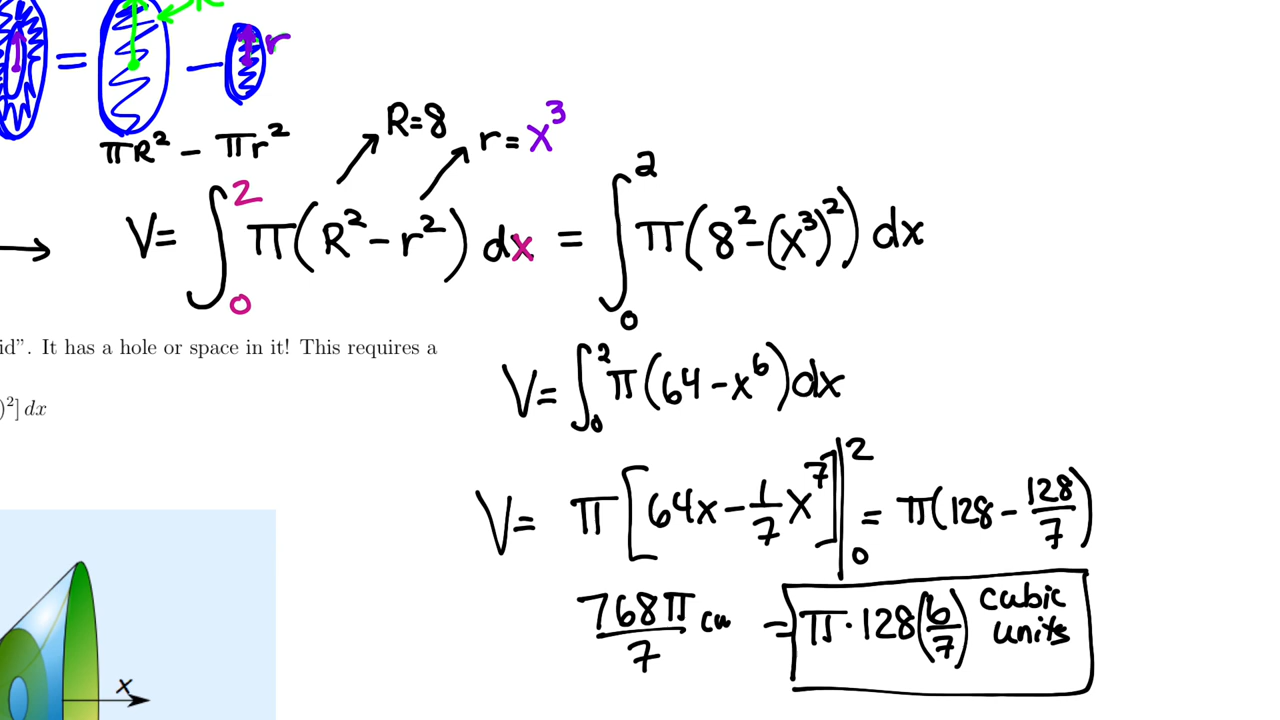 = R - r
πR² - πr²
R=8
r=x³
V= ∫₀² π(R²-r²) dx = ∫₀² π(8²-(x³)²) dx
id". It has a hole or space in it! This requires a
)²] dx
V= ∫₀² π(64-x⁶)dx
V= π[64x-1/7 x⁷]|₀² = π(128-128/7)
768π/7 cu = π·128(6/7) cubic units
x